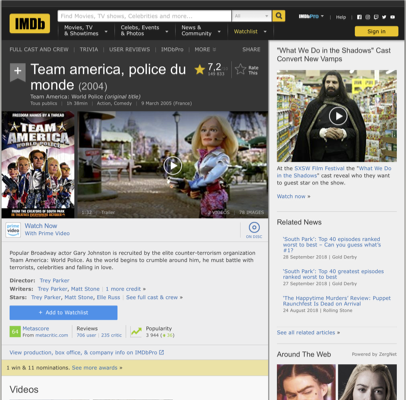 IMDb
Find Movies, TV shows, Celebrities and more...
All
IMDbPro
Help
Movies, TV & Showtimes
Celebs, Events & Photos
News & Community
Watchlist
Sign in
FULL CAST AND CREW | TRIVIA | USER REVIEWS | IMDbPro | MORE
SHARE
Team america, police du
monde (2004)
7,2
Rate This
Team America: World Police (original title)
Tous publics | 1h 38min | Action, Comedy | 9 March 2005 (France)
TEAM
AMERICA
WORLD POLICE
1:32 Trailer
VIDEOS
IMAGES
prime video
Watch Now
With Prime Video
ON DISC
Popular Broadway actor Gary Johnston is recruited by the elite counter-terrorism organization
Team America: World Police. As the world begins to crumble around him, he must battle with
terrorists, celebrities and falling in love.
Director: Trey Parker
Writers: Trey Parker, Matt Stone | 1 more credit »
Stars: Trey Parker, Matt Stone, Elle Russ | See full cast & crew »
+ Add to Watchlist
64
Metascore
From metacritic.com
Reviews
706 user | 235 critic
Popularity
3 944
View production, box office, & company info on IMDbPro
1 win & 11 nominations. See more awards »
Videos
"What We Do in the Shadows" Cast
Convert New Vamps
At the SXSW Film Festival the "What We Do
in the Shadows" cast reveal who they want
to guest star on the show.
Watch now »
Related News
'South Park': Top 40 episodes ranked
worst to best – Can you guess what's
#1?
28 September 2018 | Gold Derby
'South Park': Top 40 greatest episodes
ranked worst to best
27 September 2018 | Gold Derby
'The Happytime Murders' Review: Puppet
Raunchfest Is Dead on Arrival
24 August 2018 | Rolling Stone
See all related articles »
Around The Web
Powered by ZergNet